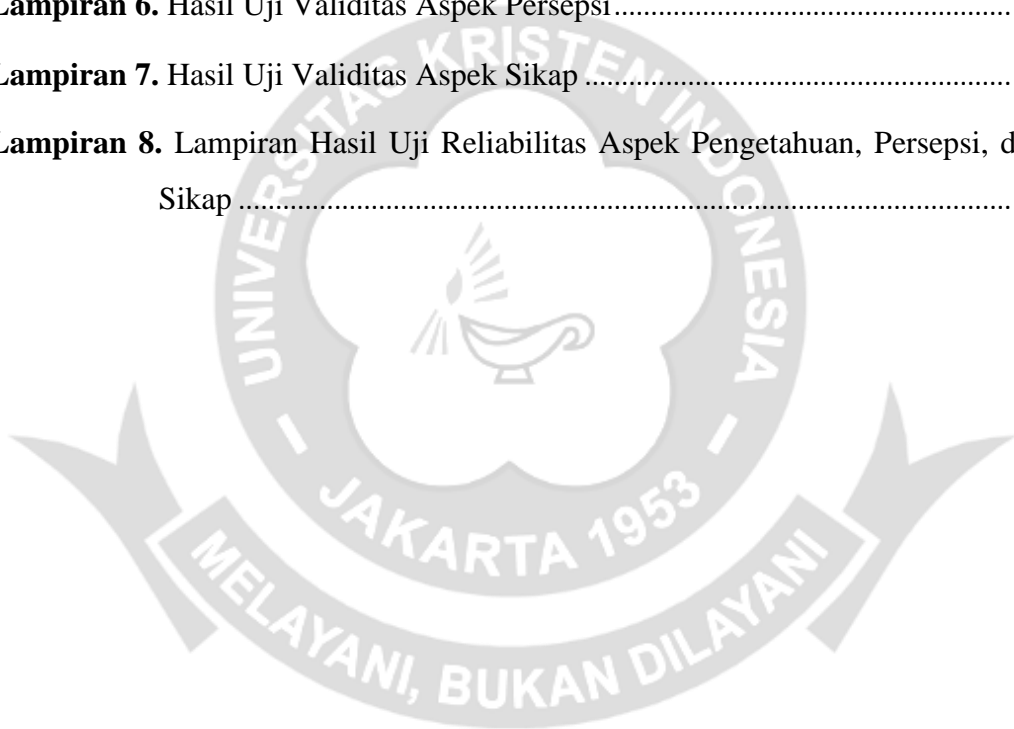 Lampiran 6. Hasil Uji Validitas Aspek Persepsi
Lampiran 7. Hasil Uji Validitas Aspek Sikap
Lampiran 8. Lampiran Hasil Uji Reliabilitas Aspek Pengetahuan, Persepsi, d
Sikap
UNIVERSITAS KRISTEN INDONESIA
JAKARTA 1953
MELAYANI, BUKAN DILAYANI